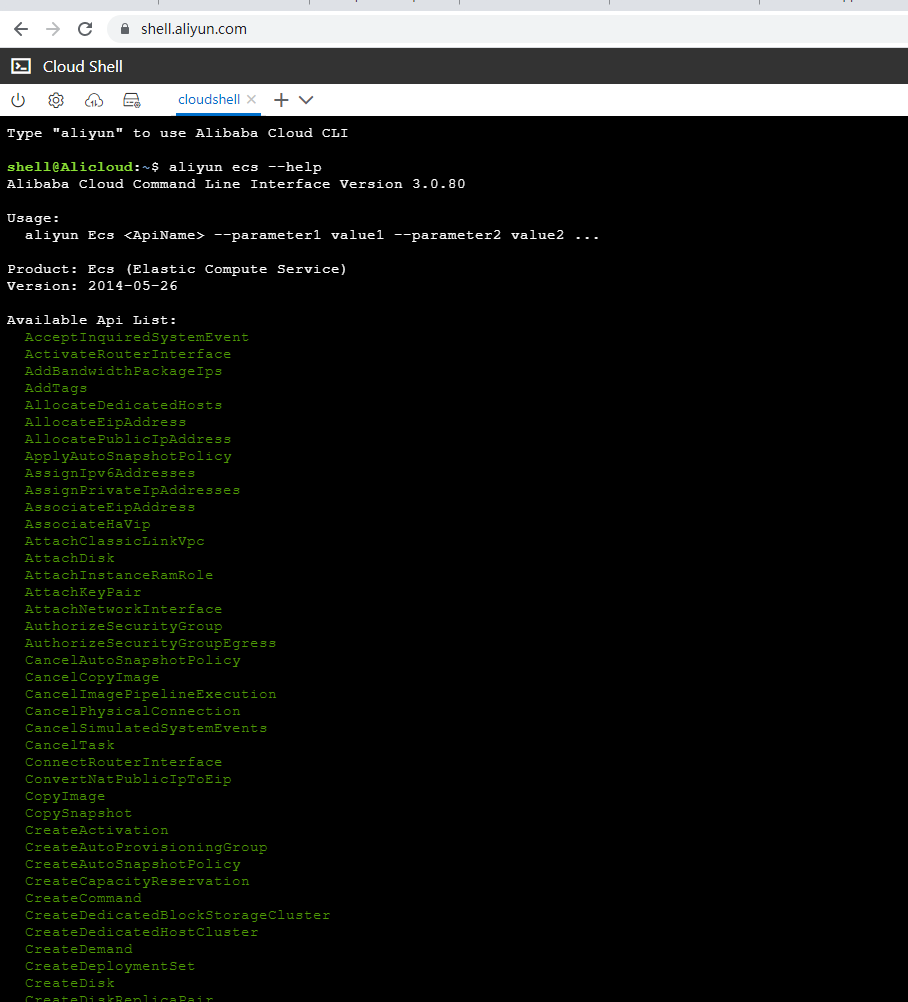 shell.aliyun.com
Cloud Shell
cloudshell
Type "aliyun" to use Alibaba Cloud CLI
shell@Alicloud:~$ aliyun ecs --help
Alibaba Cloud Command Line Interface Version 3.0.80
Usage:
aliyun Ecs <ApiName> --parameter1 value1 --parameter2 value2 ...
Product: Ecs (Elastic Compute Service)
Version: 2014-05-26
Available Api List:
AcceptInquiredSystemEvent
ActivateRouterInterface
AddBandwidthPackageIps
AddTags
AllocateDedicatedHosts
AllocateEipAddress
AllocatePublicIpAddress
ApplyAutoSnapshotPolicy
AssignIpv6Addresses
AssignPrivateIpAddresses
AssociateEipAddress
AssociateHaVip
AttachClassicLinkVpc
AttachDisk
AttachInstanceRamRole
AttachKeyPair
AttachNetworkInterface
AuthorizeSecurityGroup
AuthorizeSecurityGroupEgress
CancelAutoSnapshotPolicy
CancelCopyImage
CancelImagePipelineExecution
CancelPhysicalConnection
CancelSimulatedSystemEvents
CancelTask
ConnectRouterInterface
ConvertNatPublicIpToEip
CopyImage
CopySnapshot
CreateActivation
CreateAutoProvisioningGroup
CreateAutoSnapshotPolicy
CreateCapacityReservation
CreateCommand
CreateDedicatedBlockStorageCluster
CreateDedicatedHostCluster
CreateDemand
CreateDeploymentSet
CreateDisk
CreateDiskReplicaPair